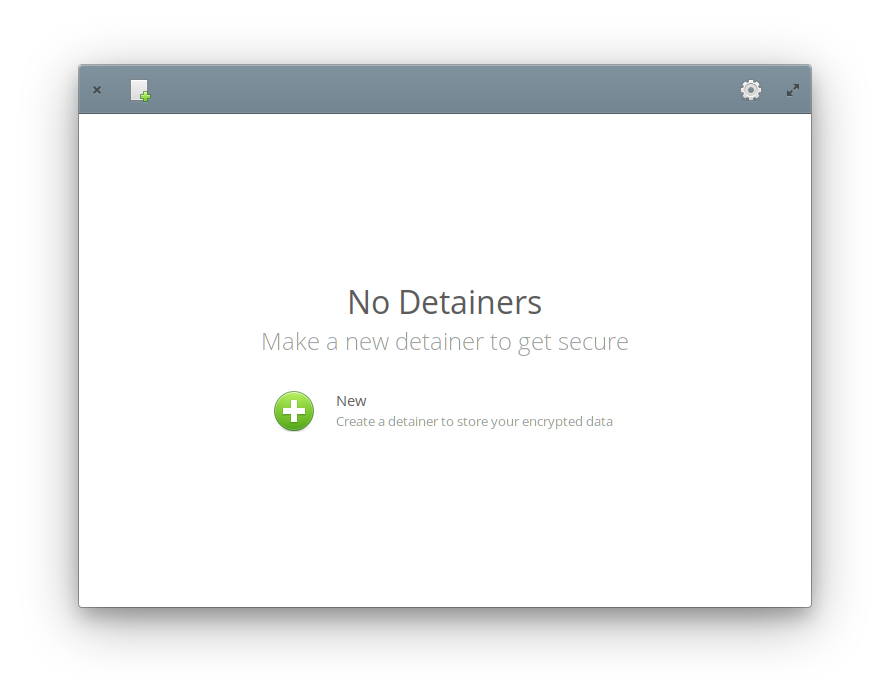 No Detainers
Make a new detainer to get secure
New
Create a detainer to store your encrypted data